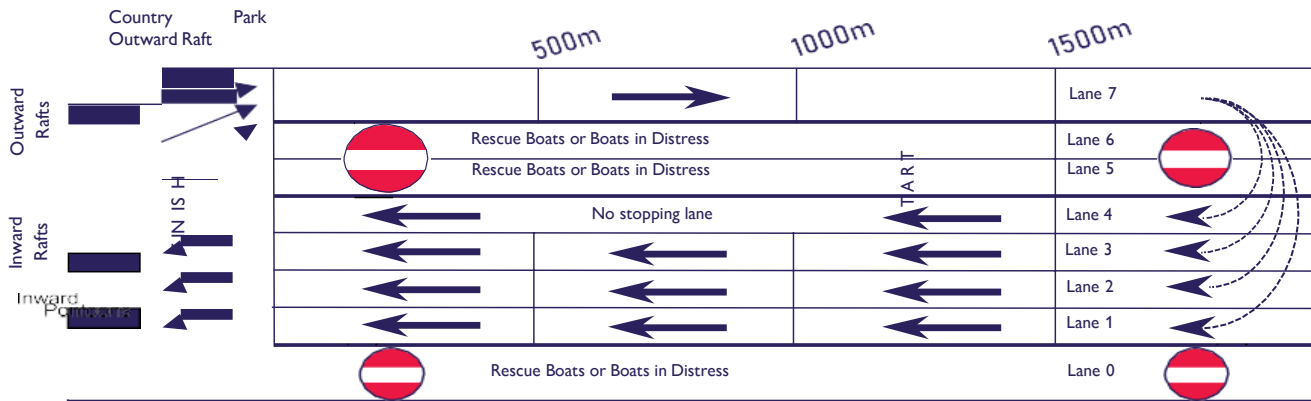 Country Park
Outward Raft
500m
1000m
1500m
Outward
Rafts
Lane 7
Rescue Boats or Boats in Distress
Lane 6
Rescue Boats or Boats in Distress
Lane 5
TART
No stopping lane
Lane 4
Inward
Rafts
Lane 3
Lane 2
Inward
Lane 1
Rescue Boats or Boats in Distress
Lane 0